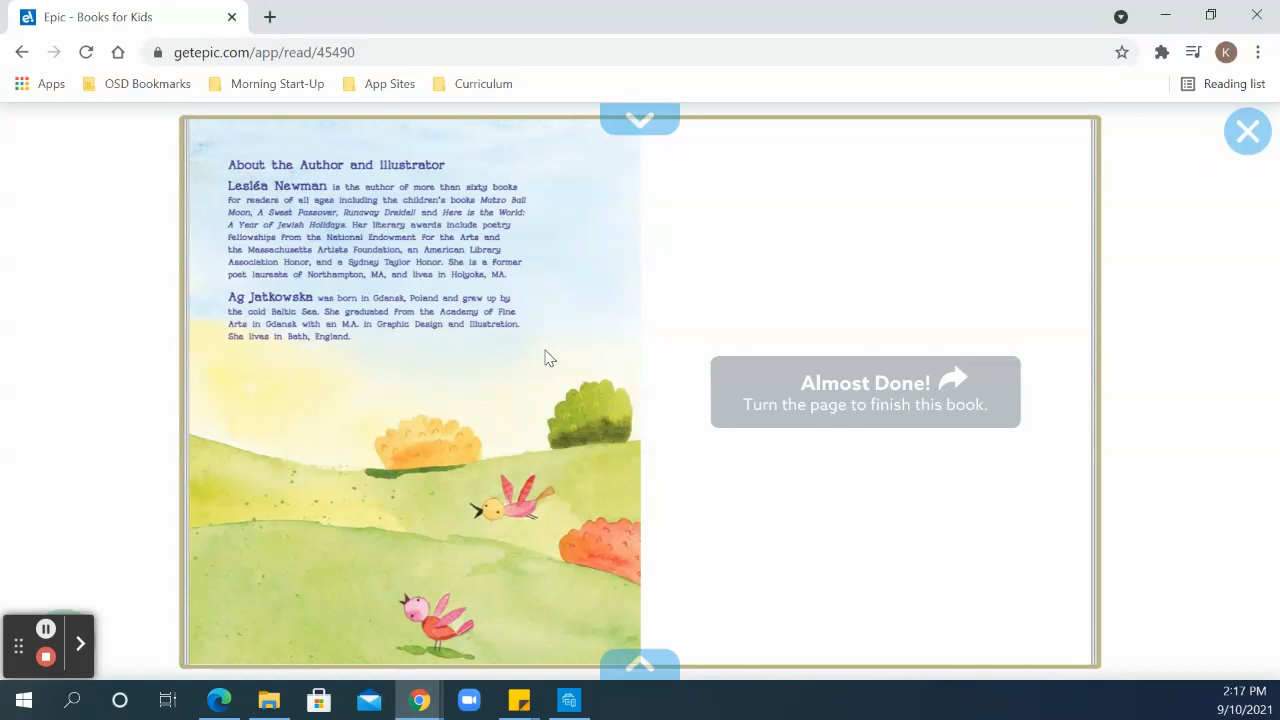 Epic - Books for Kids
getepic.com/app/read/45490
K
Apps
OSD Bookmarks
Morning Start-Up
App Sites
Curriculum
Reading list
About the Author and Illustrator
Lesléa Newman is the author of more than sixty books
for readers of all ages including the children's books Matzo Ball
Moon, A Sweet Passover, Runaway Dreidel! and Here is the World:
A Year of Jewish Holidays. Her literary awards include poetry
fellowships from the National Endowment for the Arts and
the Massachusetts Artists Foundation, an American Library
Association Honor, and a Sydney Taylor Honor. She is a former
poet laureate of Northampton, MA, and lives in Holyoke, MA.
Ag Jatkowska was born in Gdansk, Poland and grew up by
the cold Baltic Sea. She graduated from the Academy of Fine
Arts in Gdansk with an M.A. in Graphic Design and Illustration.
She lives in Bath, England.
Almost Done!
Turn the page to finish this book.
2:17 PM
9/10/2021